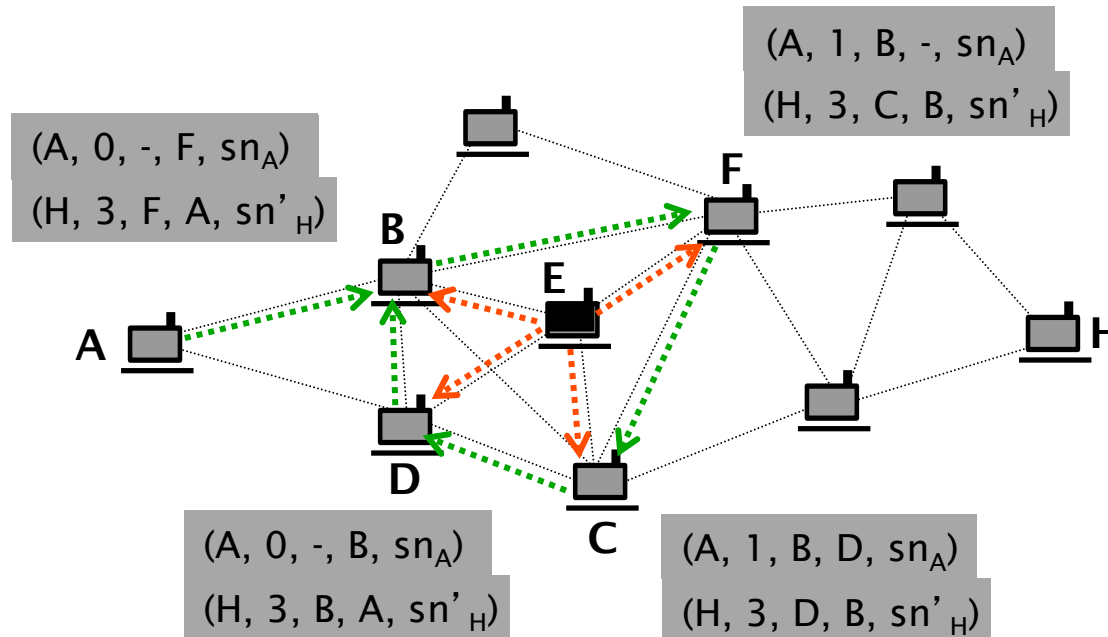 (A, 1, B, -, snA)
(H, 3, C, B, sn’H)
(A, 0, -, F, snA)
(H, 3, F, A, sn’H)
F
B
E
A
H
D
C
(A, 0, -, B, snA)
(H, 3, B, A, sn’H)
(A, 1, B, D, snA)
(H, 3, D, B, sn’H)